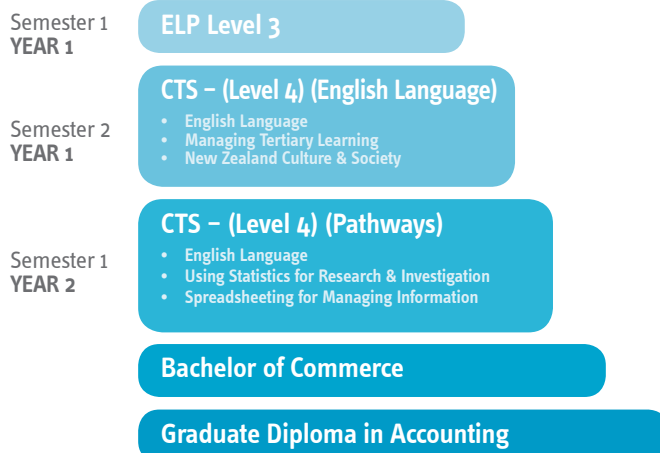 Semester 1
YEAR 1
ELP Level 3
Semester 2
YEAR 1
CTS – (Level 4) (English Language)
• English Language
• Managing Tertiary Learning
• New Zealand Culture & Society
Semester 1
YEAR 2
CTS – (Level 4) (Pathways)
• English Language
• Using Statistics for Research & Investigation
• Spreadsheeting for Managing Information
Bachelor of Commerce
Graduate Diploma in Accounting